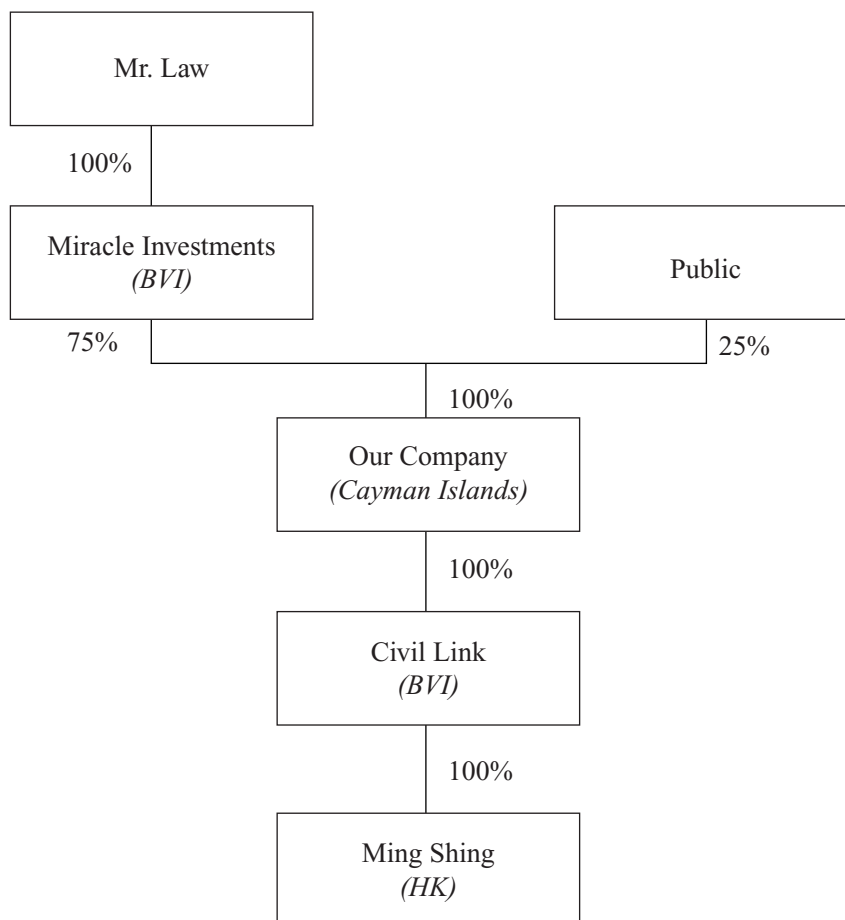 Mr. Law
100%
Miracle Investments
(BVI)
Public
75%
25%
100%
Our Company
(Cayman Islands)
100%
Civil Link
(BVI)
100%
Ming Shing
(HK)